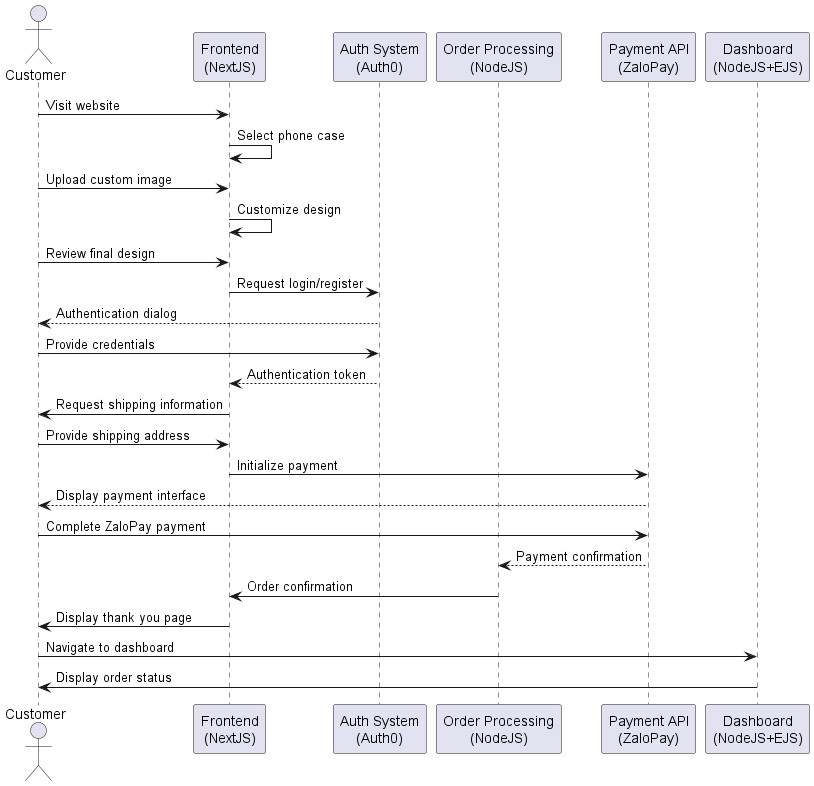 Customer
Frontend
(NextJS)
Auth System
(Auth0)
Order Processing
(NodeJS)
Payment API
(ZaloPay)
Dashboard
(NodeJS+EJS)
Visit website
Select phone case
Upload custom image
Customize design
Review final design
Request login/register
Authentication dialog
Provide credentials
Authentication token
Request shipping information
Provide shipping address
Initialize payment
Display payment interface
Complete ZaloPay payment
Payment confirmation
Order confirmation
Display thank you page
Navigate to dashboard
Display order status
Customer
Frontend
(NextJS)
Auth System
(Auth0)
Order Processing
(NodeJS)
Payment API
(ZaloPay)
Dashboard
(NodeJS+EJS)